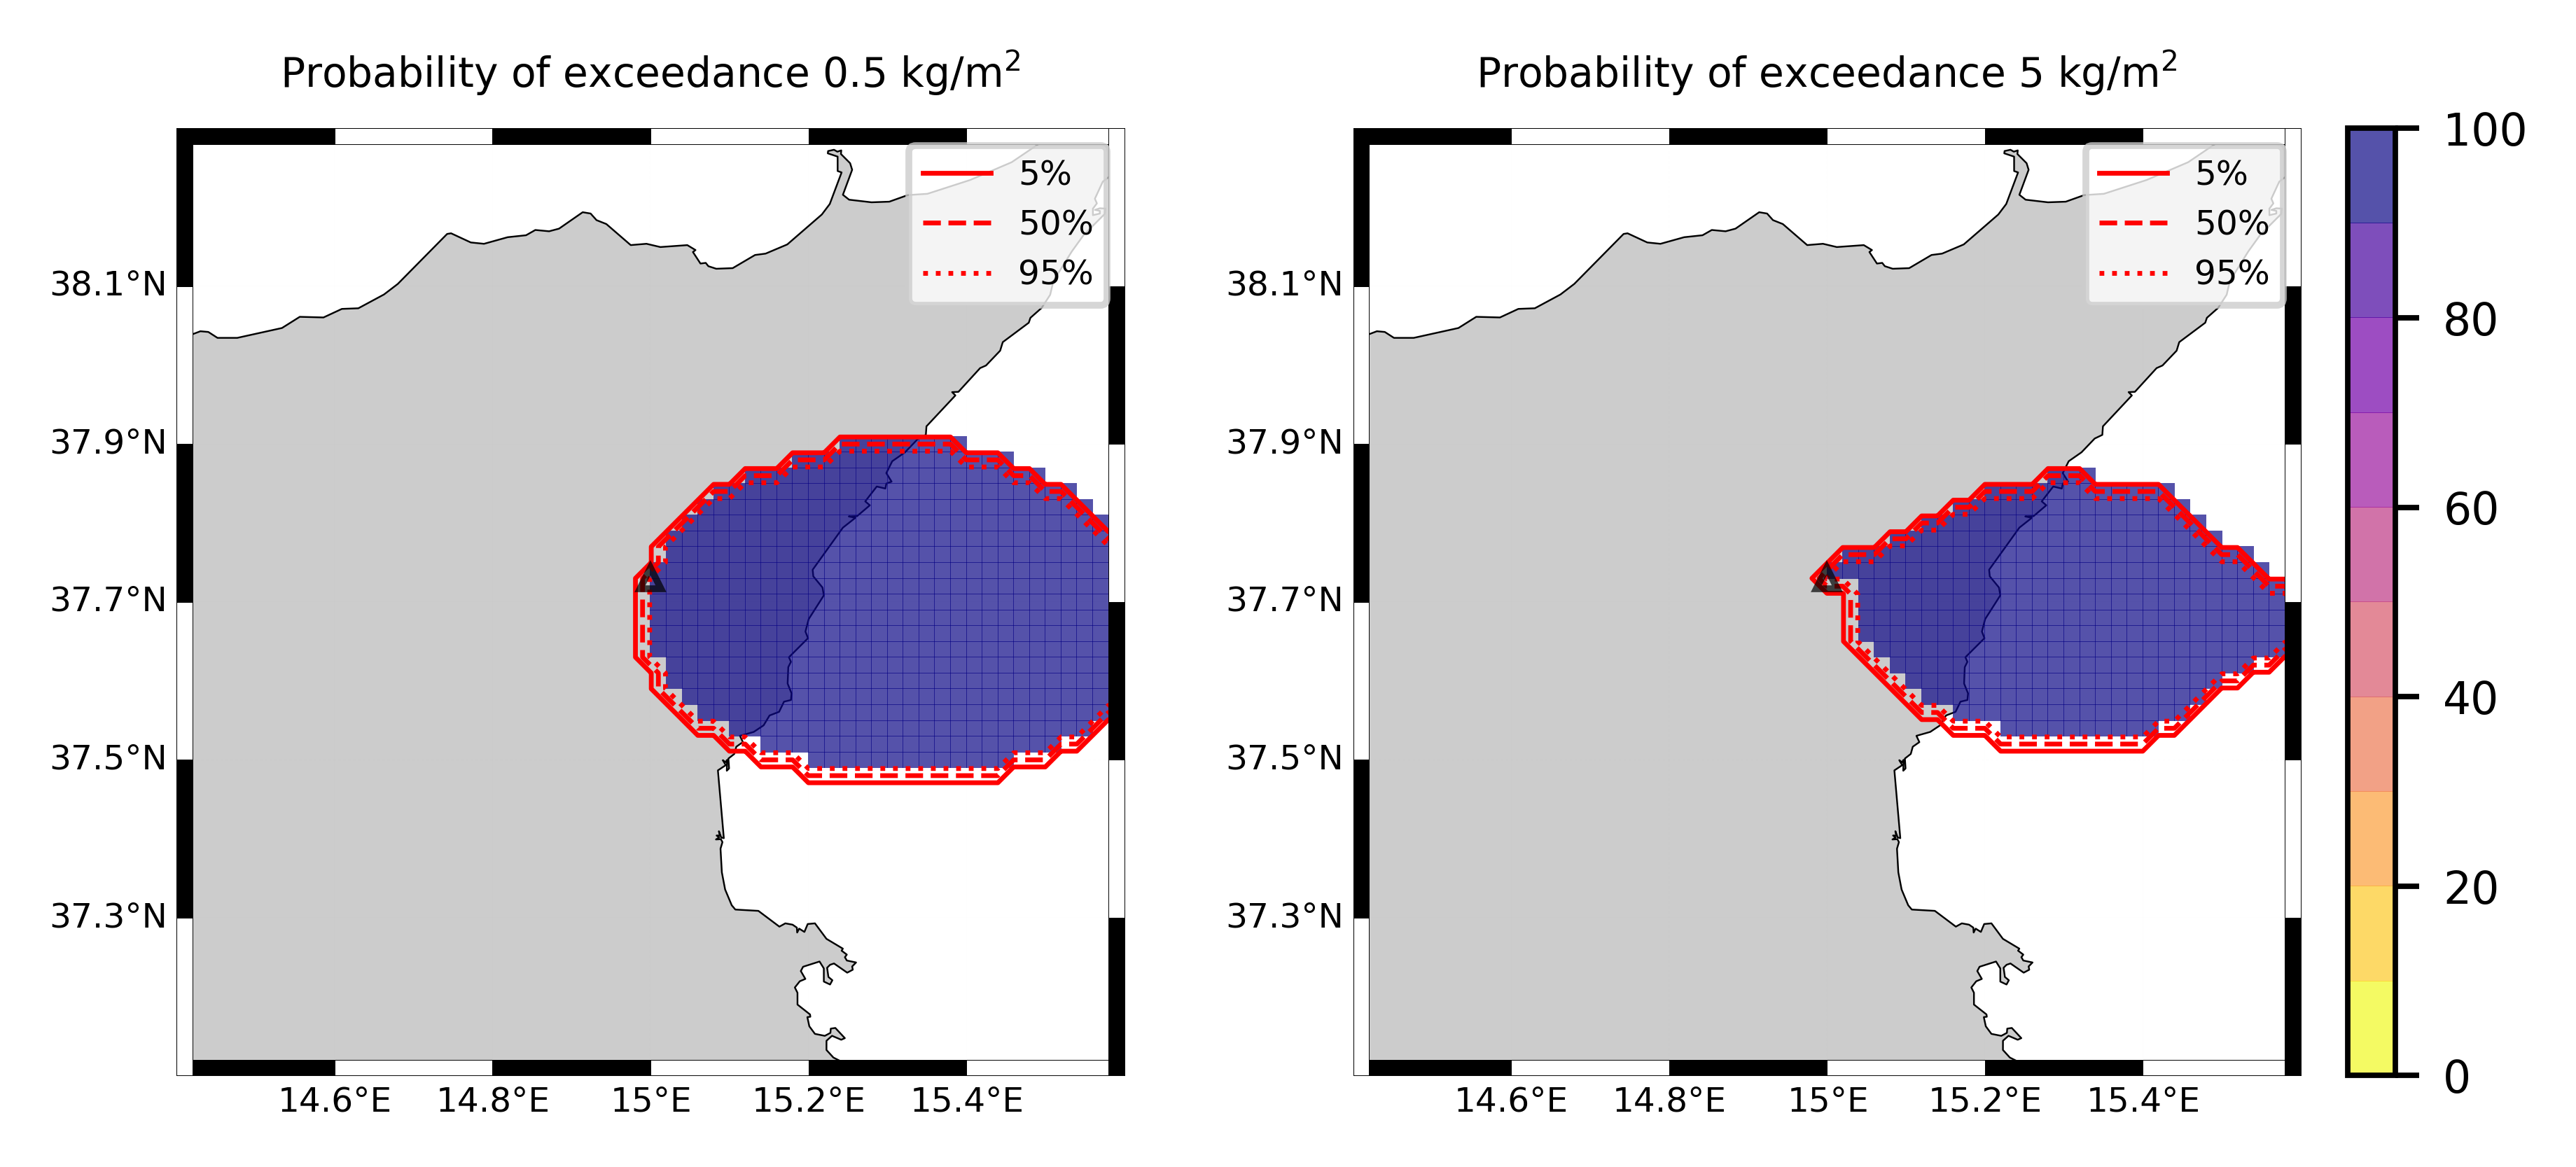 Probability of exceedance 0.5 kg/m²
5%
50%
95%
38.1°N
37.9°N
37.7°N
37.5°N
37.3°N
14.6°E
14.8°E
15°E
15.2°E
15.4°E
Probability of exceedance 5 kg/m²
5%
50%
95%
38.1°N
37.9°N
37.7°N
37.5°N
37.3°N
14.6°E
14.8°E
15°E
15.2°E
15.4°E
100
80
60
40
20
0